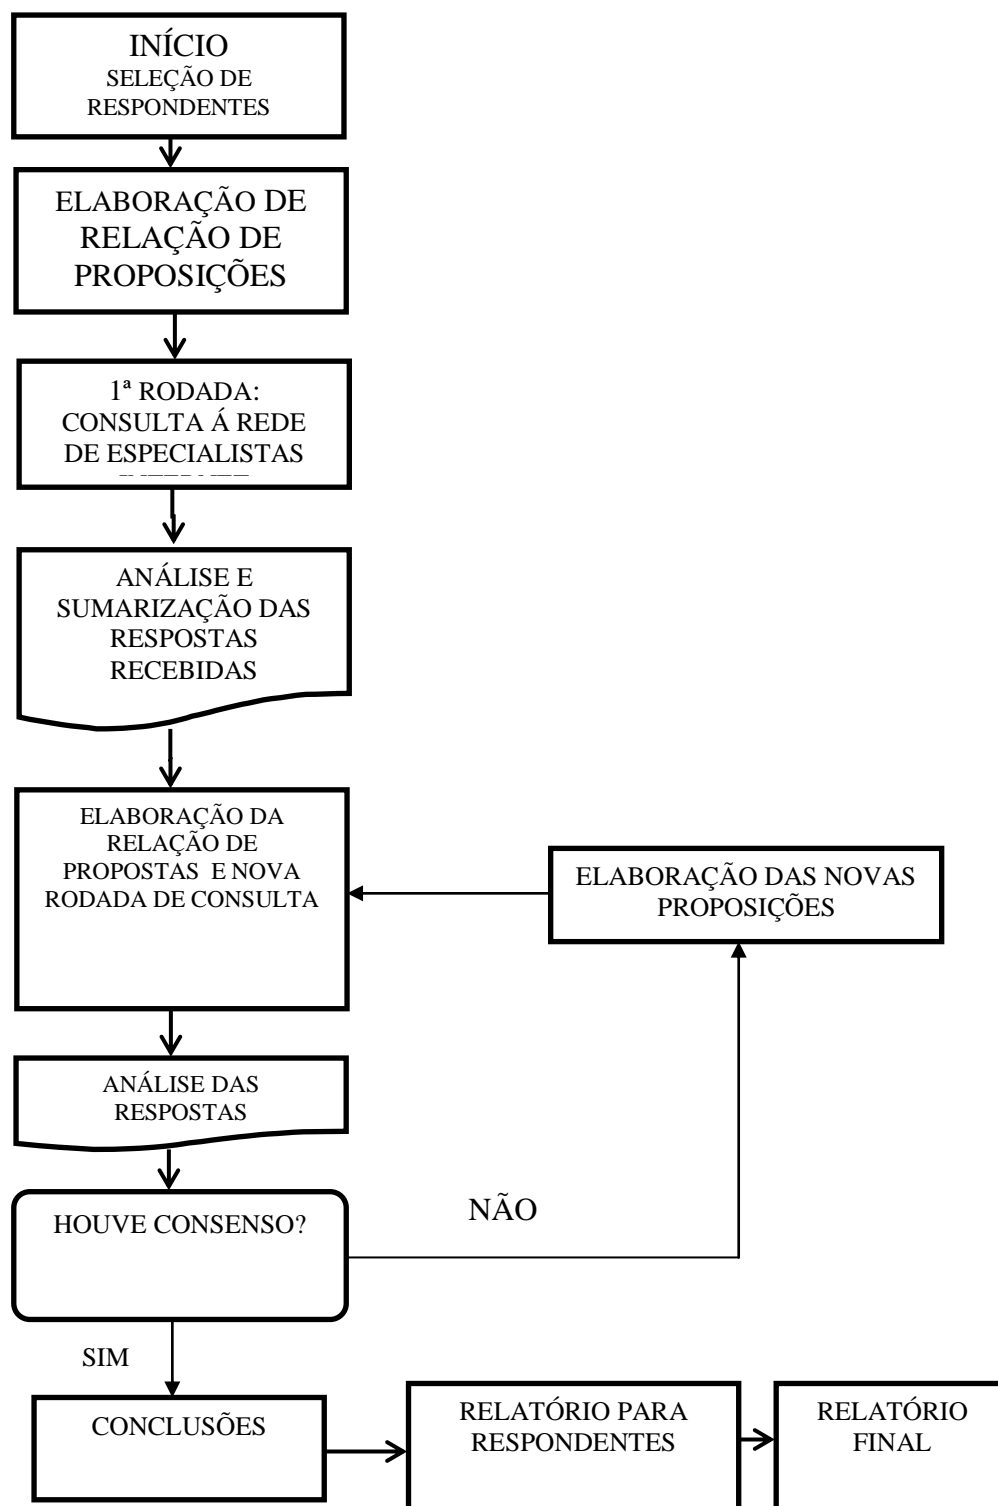 INÍCIO
SELEÇÃO DE
RESPONDENTES
ELABORAÇÃO DE
RELAÇÃO DE
PROPOSIÇÕES
1ª RODADA:
CONSULTA Á REDE
DE ESPECIALISTAS
ANÁLISE E
SUMARIZAÇÃO DAS
RESPOSTAS
RECEBIDAS
ELABORAÇÃO DA
RELAÇÃO DE
PROPOSTAS E NOVA
RODADA DE CONSULTA
ELABORAÇÃO DAS NOVAS
PROPOSIÇÕES
ANÁLISE DAS
RESPOSTAS
HOUVE CONSENSO?
NÃO
SIM
CONCLUSÕES
RELATÓRIO PARA
RESPONDENTES
RELATÓRIO
FINAL